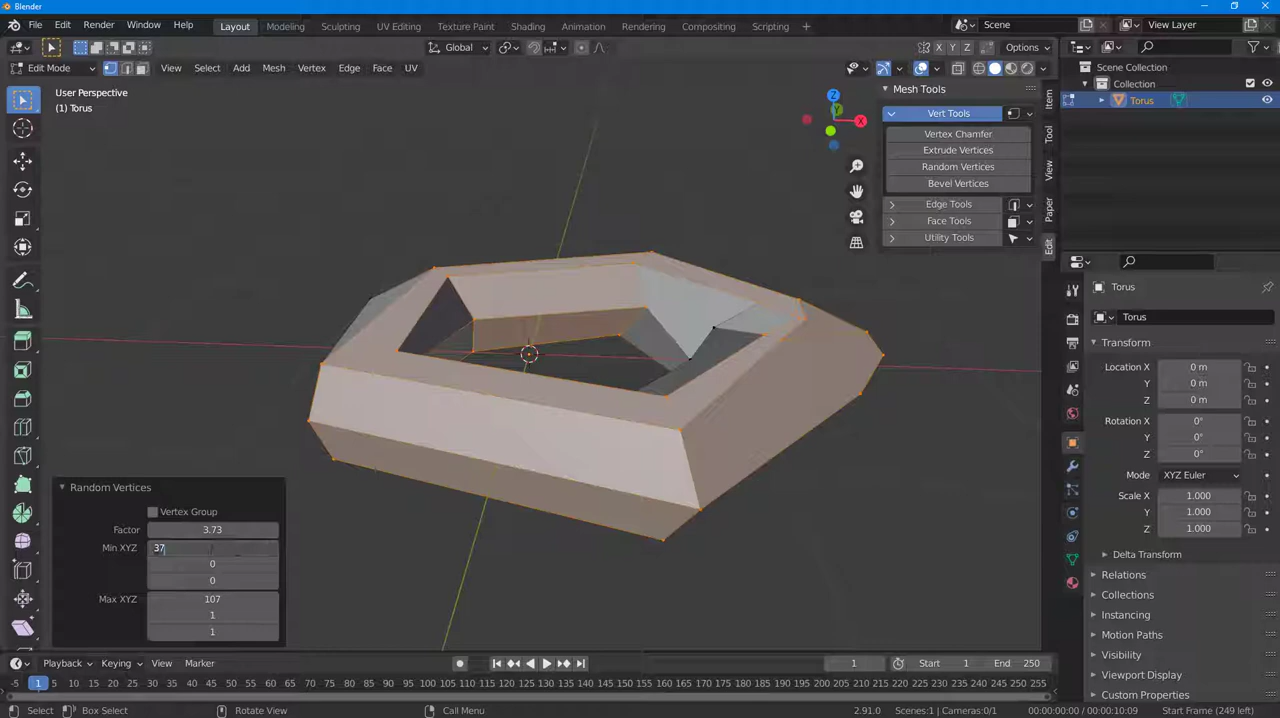 Blender
File Edit Render Window Help Layout Modeling Sculpting UV Editing Texture Paint Shading Animation Rendering Compositing Scripting + Scene View Layer
Global X Y Z Options
Edit Mode View Select Add Mesh Vertex Edge Face UV
User Perspective
(1) Torus
Z
Y
X
Mesh Tools
Vert Tools
Vertex Chamfer
Extrude Vertices
Random Vertices
Bevel Vertices
Edge Tools
Face Tools
Utility Tools
Item
Tool
View
Paper
Edit
Scene Collection
Collection
Torus
Torus
Torus
Transform
Location X 0 m
Y 0 m
Z 0 m
Rotation X 0°
Y 0°
Z 0°
Mode XYZ Euler
Scale X 1.000
Y 1.000
Z 1.000
Delta Transform
Relations
Collections
Instancing
Motion Paths
Visibility
Viewport Display
Custom Properties
Random Vertices
Vertex Group
Factor 3.73
Min XYZ 37
0
0
Max XYZ 107
1
1
Playback Keying View Marker 1 Start 1 End 250
-5 1 5 10 15 20 25 30 35 40 45 50 55 60 65 70 75 80 85 90 95 100 105 110 115 120 125 130 135 140 145 150 155 160 165 170 175 180 185 190 195 200 205 210 215 220 225 230 235 240 245 250 255
Select Box Select Rotate View Call Menu 2.91.0 Scenes:1 | Cameras:0/1 00:00:00:00 / 00:00:10:09 Start Frame (249 left)